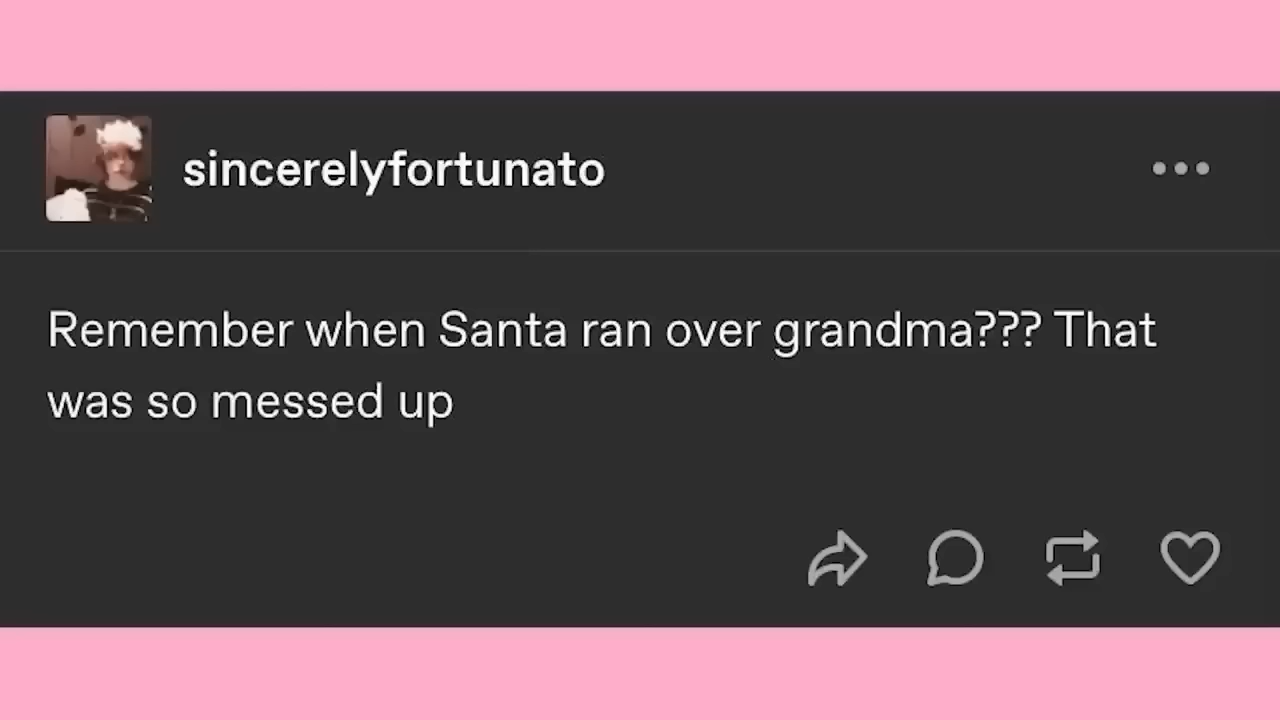 sincerelyfortunato
Remember when Santa ran over grandma??? That
was so messed up